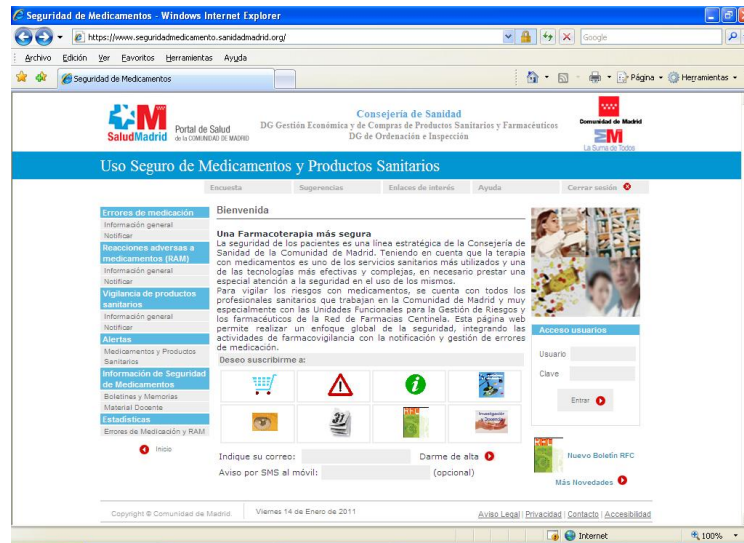 Seguridad de Medicamentos - Windows Internet Explorer
https://www.seguridadmedicamento.sanidadmadrid.org/
Google
Archivo Edición Ver Favoritos Herramientas Ayuda
Seguridad de Medicamentos
Página Herramientas
SaludMadrid
Portal de Salud
de la COMUNIDAD DE MADRID
Consejería de Sanidad
DG Gestión Económica y de Compras de Productos Sanitarios y Farmacéuticos
DG de Ordenación e Inspección
Comunidad de Madrid
La Suma de Todos
Uso Seguro de Medicamentos y Productos Sanitarios
Encuesta Sugerencias Enlaces de interés Ayuda Cerrar sesión
Errores de medicación
Información general
Notificar
Reacciones adversas a
medicamentos (RAM)
Información general
Notificar
Vigilancia de productos
sanitarios
Información general
Notificar
Alertas
Medicamentos y Productos
Sanitarios
Información de Seguridad
de Medicamentos
Boletines y Memorias
Material Docente
Estadísticas
Errores de Medicación y RAM
Inicio
Bienvenida
Una Farmacoterapia más segura
La seguridad de los pacientes es una línea estratégica de la Consejería de
Sanidad de la Comunidad de Madrid. Teniendo en cuenta que la terapia
con medicamentos es uno de los servicios sanitarios más utilizados y una
de las tecnologías más efectivas y complejas, en necesario prestar una
especial atención a la seguridad en el uso de los mismos.
Para vigilar los riesgos con medicamentos, se cuenta con todos los
profesionales sanitarios que trabajan en la Comunidad de Madrid y muy
especialmente con las Unidades Funcionales para la Gestión de Riesgos y
los farmacéuticos de la Red de Farmacias Centinela. Esta página web
permite realizar un enfoque global de la seguridad, integrando las
actividades de farmacovigilancia con la notificación y gestión de errores
de medicación.
Deseo suscribirme a:
31
Investigación
y Docencia
Indique su correo: Darme de alta
Aviso por SMS al móvil: (opcional)
Acceso usuarios
Usuario
Clave
Entrar
Nuevo Boletín RFC
Más Novedades
Copyright © Comunidad de Madrid. Viernes 14 de Enero de 2011 Aviso Legal | Privacidad | Contacto | Accesibilidad
Internet 100%